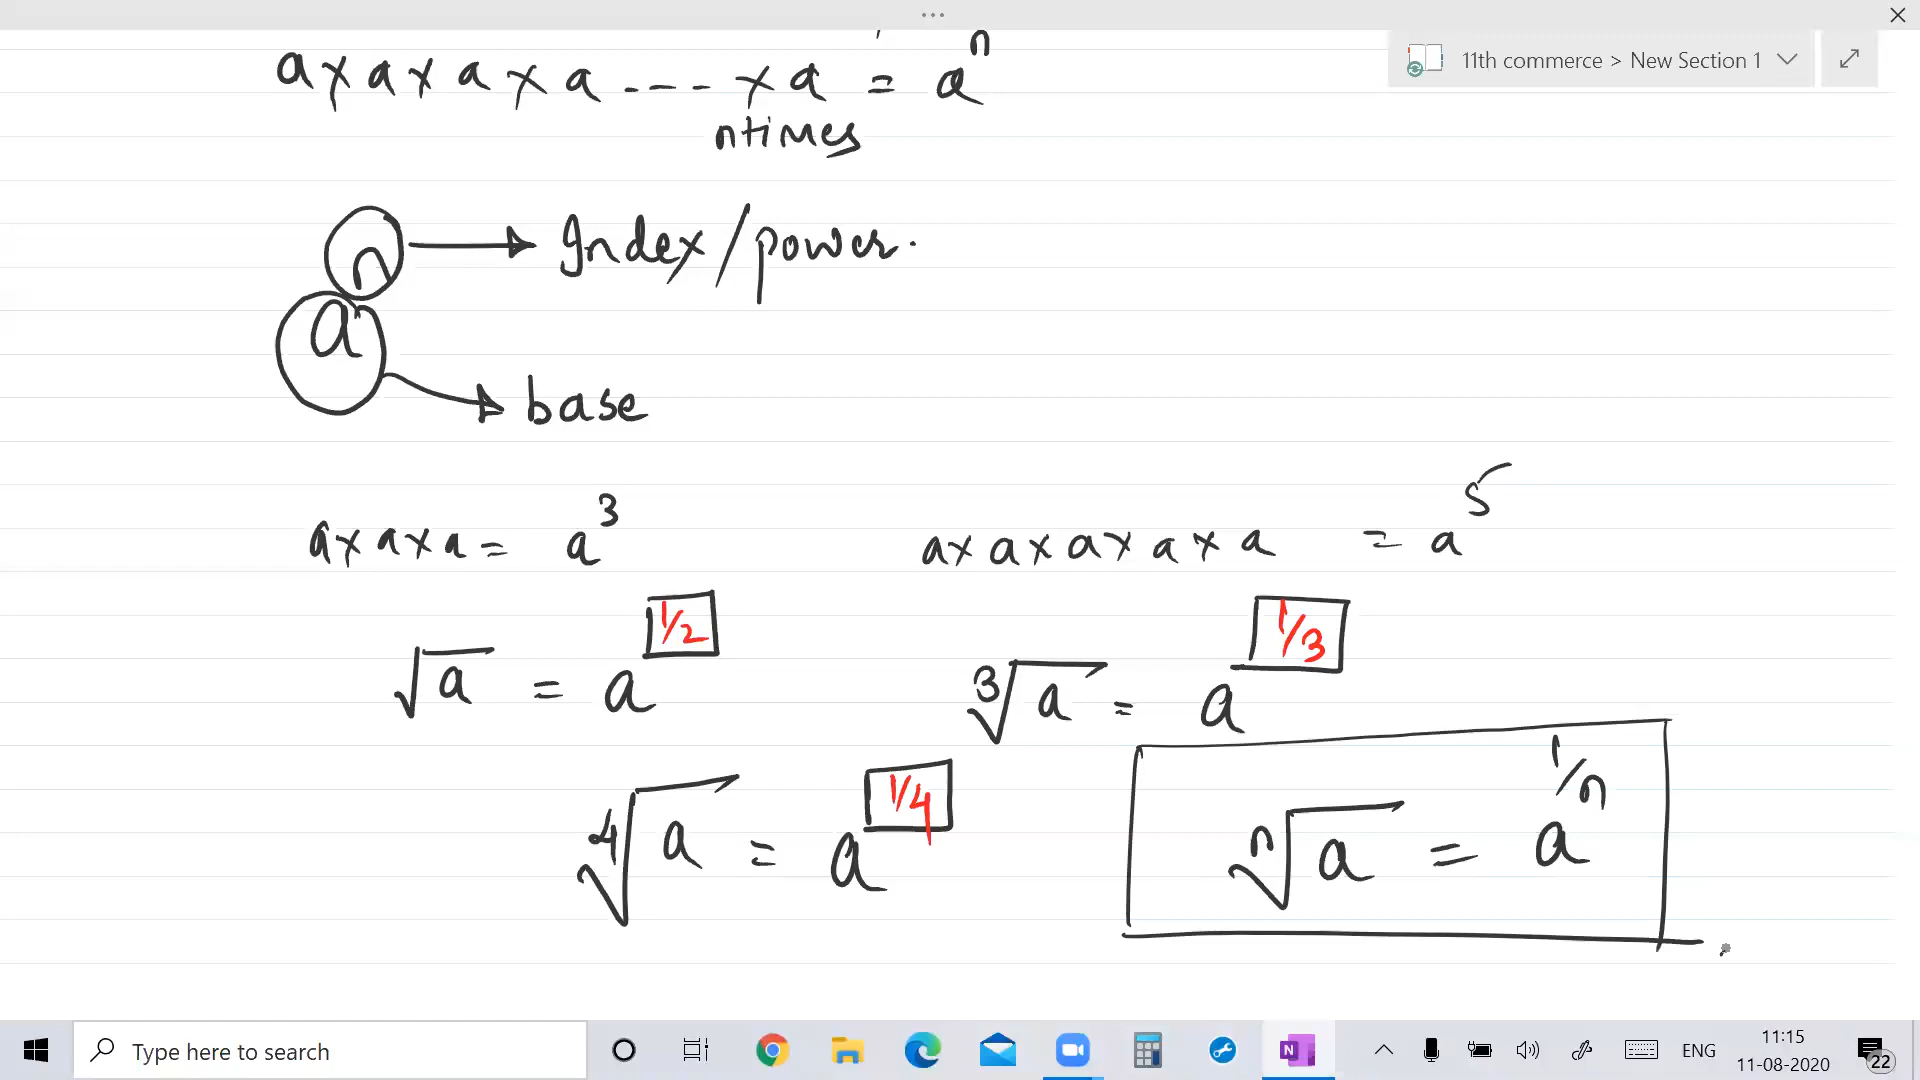 11th commerce > New Section 1
a × a × a × a ---- × a = aⁿ
n times
n → Index/power.
a → base
a × a × a = a³
a × a × a × a × a = a⁵
√a = a^1/2
³√a = a^1/3
⁴√a = a^1/4
ⁿ√a = a^1/n
Type here to search
ENG
11:15
11-08-2020
22